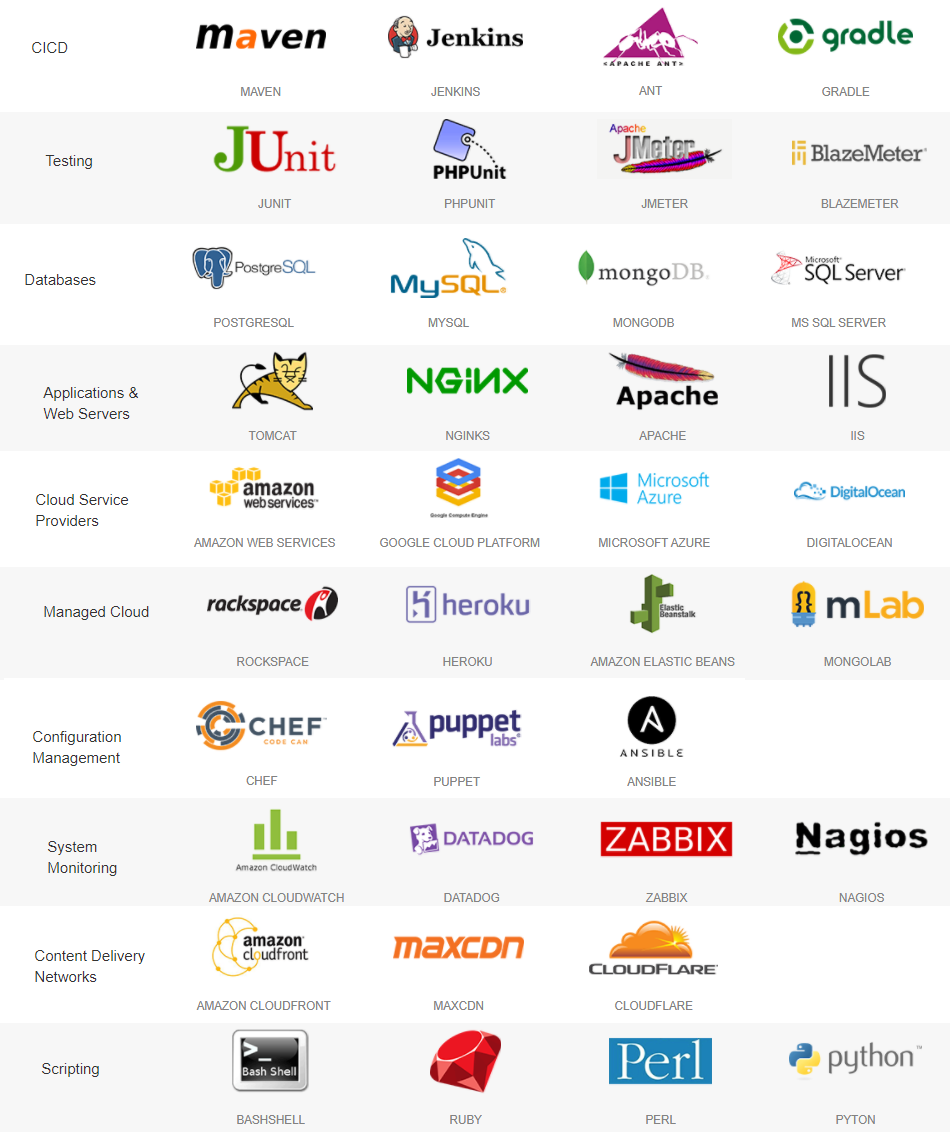 CICD
maven
Jenkins
<APACHE ANT>
gradle
MAVEN
JENKINS
ANT
GRADLE
Testing
JUnit
PHPUnit
Apache
JMeter
BlazeMeter
JUNIT
PHPUNIT
JMETER
BLAZEMETER
Databases
PostgreSQL
MySQL®
mongoDB®
Microsoft®
SQL Server
POSTGRESQL
MYSQL
MONGODB
MS SQL SERVER
Applications &
Web Servers
NGiИX
Apache
IIS
TOMCAT
NGINKS
APACHE
IIS
Cloud Service
Providers
amazon
web services™
Google Compute Engine
Microsoft
Azure
DigitalOcean
AMAZON WEB SERVICES
GOOGLE CLOUD PLATFORM
MICROSOFT AZURE
DIGITALOCEAN
Managed Cloud
rackspace
heroku
Elastic
Beanstalk
mLab
ROCKSPACE
HEROKU
AMAZON ELASTIC BEANS
MONGOLAB
Configuration
Management
CHEF™
CODE CAN
puppet
labs®
ANSIBLE
CHEF
PUPPET
ANSIBLE
System
Monitoring
Amazon CloudWatch
DATADOG
ZABBIX
Nagios
AMAZON CLOUDWATCH
DATADOG
ZABBIX
NAGIOS
Content Delivery
Networks
amazon
cloudfront
MAXCDN
CLOUDFLARE®
AMAZON CLOUDFRONT
MAXCDN
CLOUDFLARE
Scripting
>_
Bash Shell
Perl
python™
BASHSHELL
RUBY
PERL
PYTON